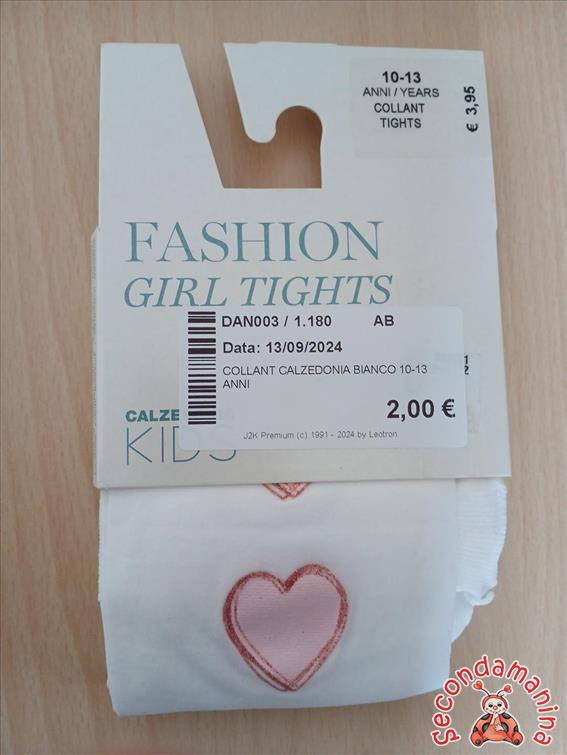 10-13
ANNI / YEARS
COLLANT
TIGHTS
€ 3,95
FASHION
GIRL TIGHTS
DAN003 / 1.180 AB
Data: 13/09/2024
COLLANT CALZEDONIA BIANCO 10-13
ANNI
2,00 €
J2K Premium (c) 1991 - 2024 by Leotron
CALZE
KIDS
secondamanina